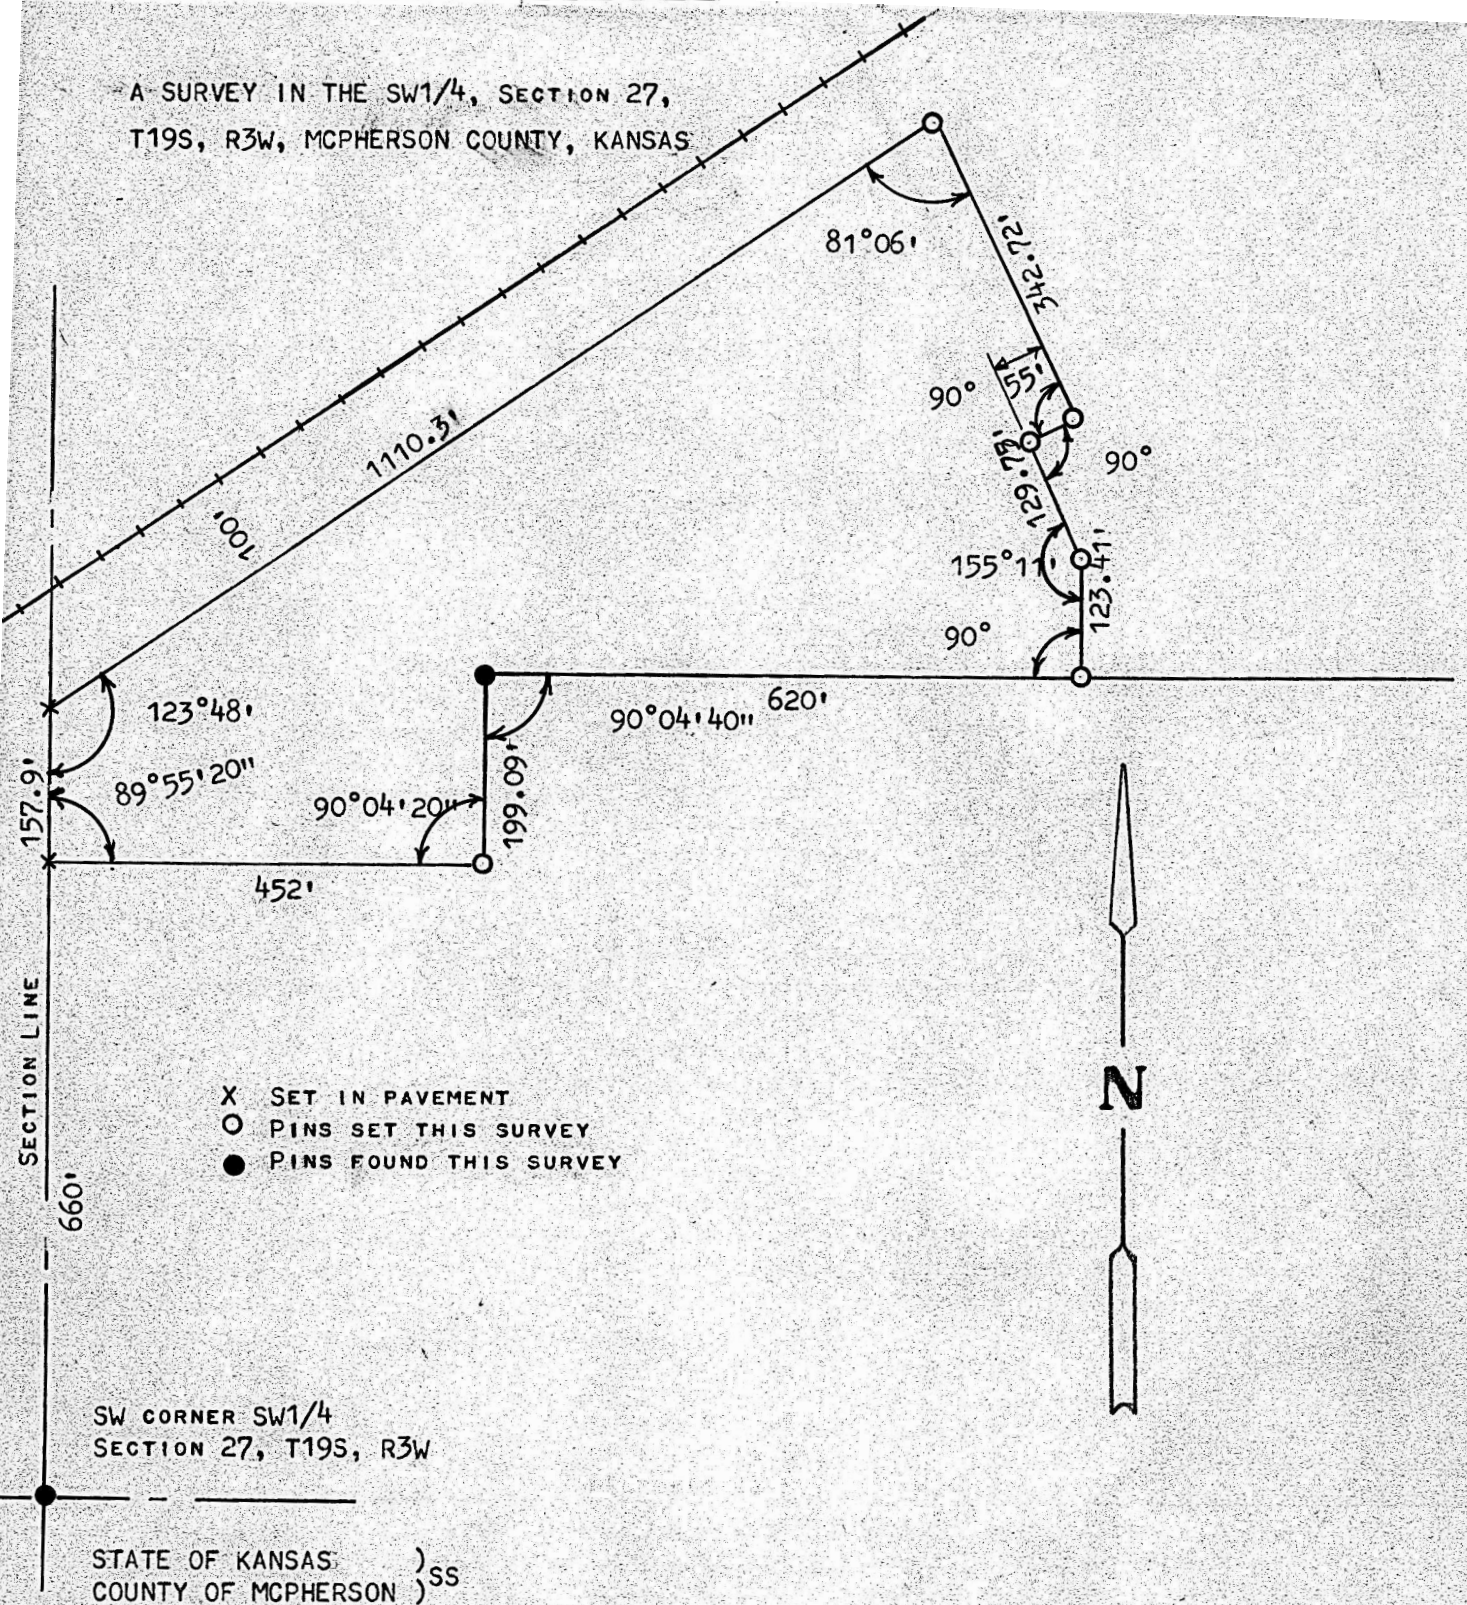 A SURVEY IN THE SW1/4, SECTION 27,
T19S, R3W, MCPHERSON COUNTY, KANSAS
81°06'
342.72'
55'
90°
90°
1110.3'
100'
129.
155°11'
123.41'
90°
620'
90°04'40"
123°48'
157.9'
89°55'20"
90°04'20"
199.09'
452'
SECTION LINE
N
X SET IN PAVEMENT
O PINS SET THIS SURVEY
● PINS FOUND THIS SURVEY
660'
SW CORNER SW1/4
SECTION 27, T19S, R3W
STATE OF KANSAS )
COUNTY OF MCPHERSON ) SS